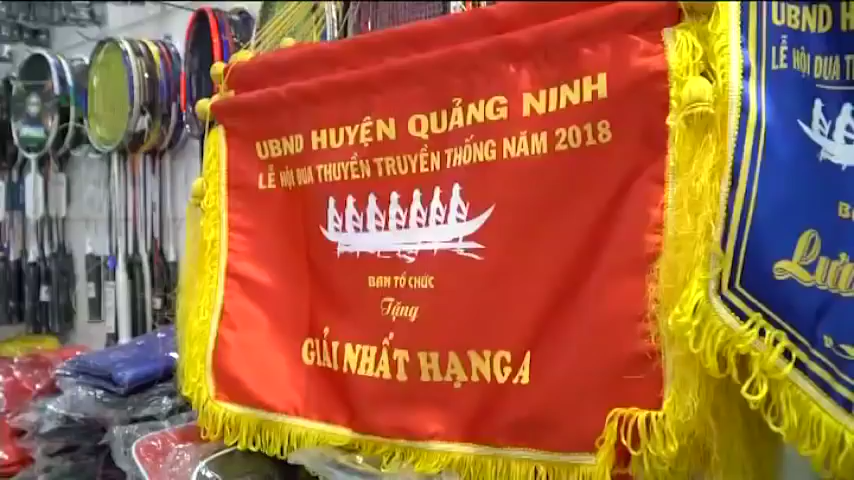 UBND HUYỆN QUẢNG NINH
LỄ HỘI ĐUA THUYỀN TRUYỀN THỐNG NĂM 2018
BAN TỔ CHỨC
Tặng
GIẢI NHẤT HẠNG A
UBND
LỄ HỘI ĐUA
Lưu